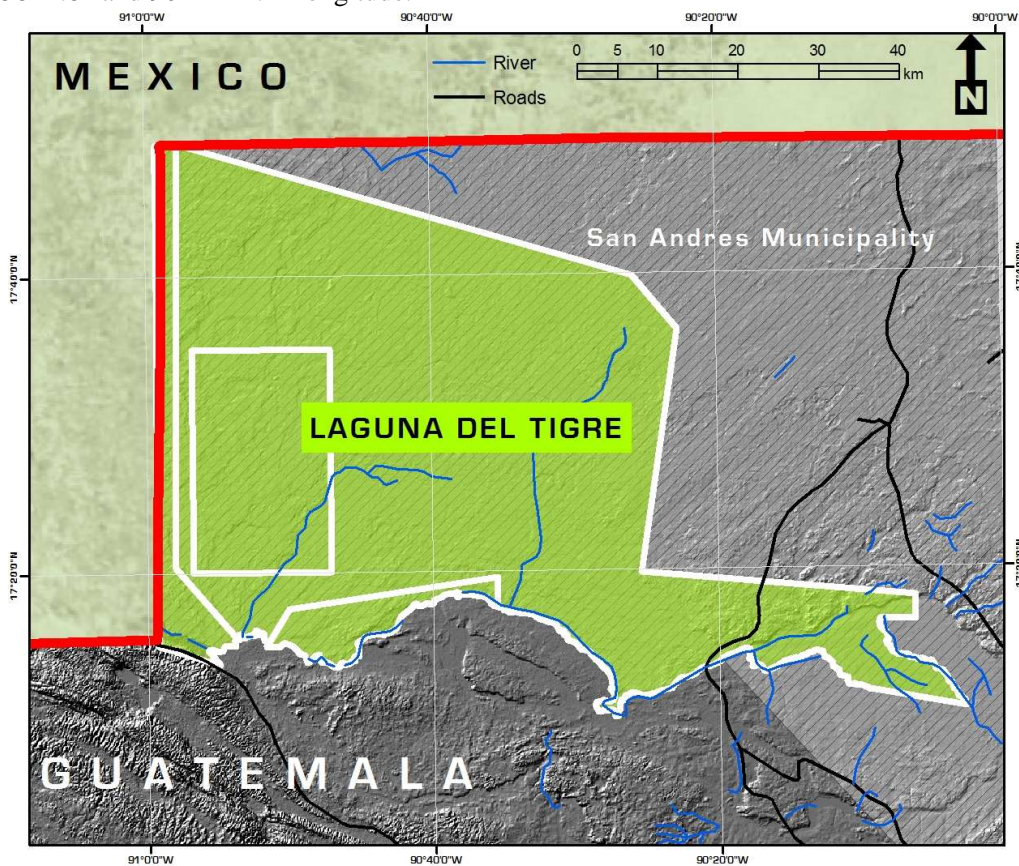 91°0'0"W 90°40'0"W 90°20'0"W 90°0'0"W
MEXICO
River
Roads
0 5 10 20 30 40
km
N
San Andres Municipality
17°40'0"N
LAGUNA DEL TIGRE
17°20'0"N
GUATEMALA
91°0'0"W 90°40'0"W 90°20'0"W